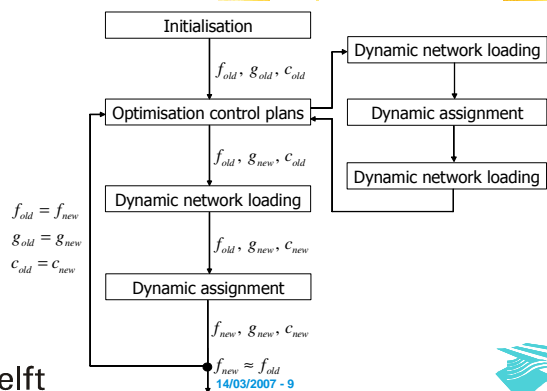 Initialisation
f_old, g_old, c_old
Optimisation control plans
f_old, g_new, c_old
Dynamic network loading
f_old, g_new, c_new
Dynamic assignment
f_new, g_new, c_new
f_new ≈ f_old
f_old = f_new
g_old = g_new
c_old = c_new
Dynamic network loading
Dynamic assignment
Dynamic network loading
elft
14/03/2007 - 9